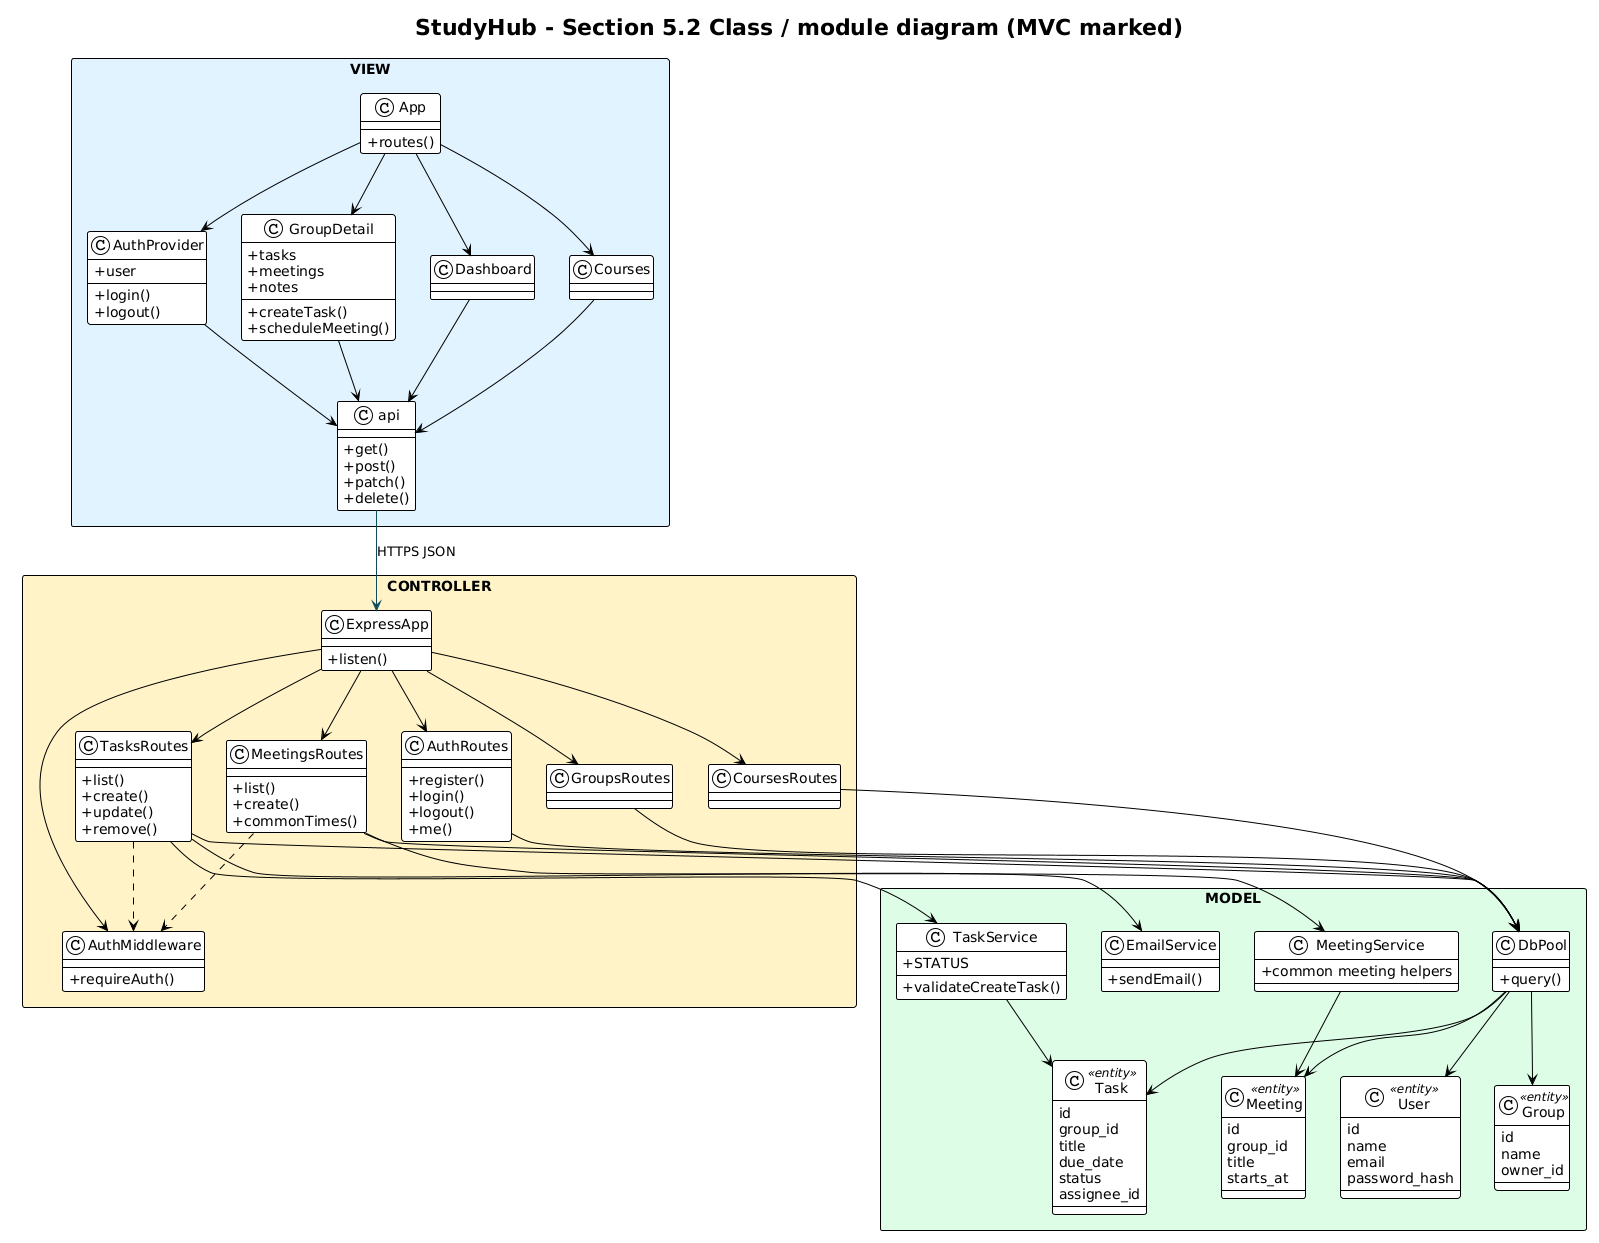 StudyHub - Section 5.2 Class / module diagram (MVC marked)
VIEW
C App
+routes()
C AuthProvider
+user
+login()
+logout()
C GroupDetail
+tasks
+meetings
+notes
+createTask()
+scheduleMeeting()
C Dashboard
C Courses
C api
+get()
+post()
+patch()
+delete()
HTTPS JSON
CONTROLLER
C ExpressApp
+listen()
C TasksRoutes
+list()
+create()
+update()
+remove()
C MeetingsRoutes
+list()
+create()
+commonTimes()
C AuthRoutes
+register()
+login()
+logout()
+me()
C GroupsRoutes
C CoursesRoutes
C AuthMiddleware
+requireAuth()
MODEL
C TaskService
+STATUS
+validateCreateTask()
C EmailService
+sendEmail()
C MeetingService
+common meeting helpers
C DbPool
+query()
C «entity»
Task
id
group_id
title
due_date
status
assignee_id
C «entity»
Meeting
id
group_id
title
starts_at
C «entity»
User
id
name
email
password_hash
C «entity»
Group
id
name
owner_id